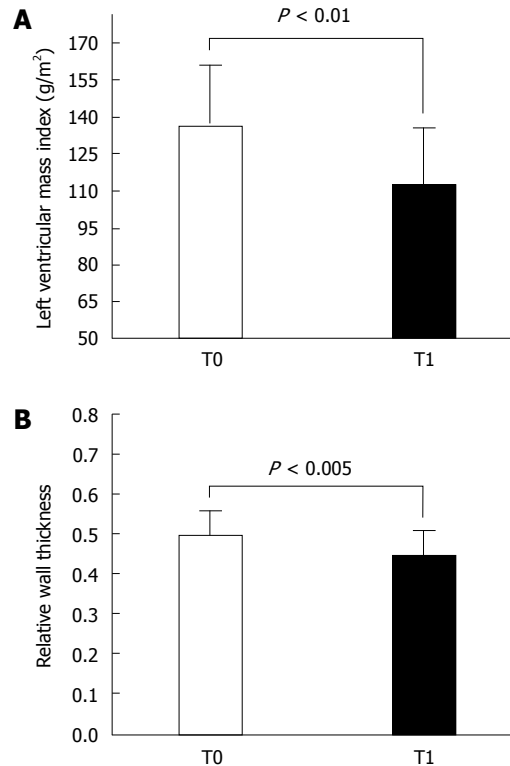 A
P < 0.01
Left ventricular mass index (g/m²)
170
155
140
125
110
95
80
65
50
T0 T1
B
P < 0.005
Relative wall thickness
0.8
0.7
0.6
0.5
0.4
0.3
0.2
0.1
0.0
T0 T1